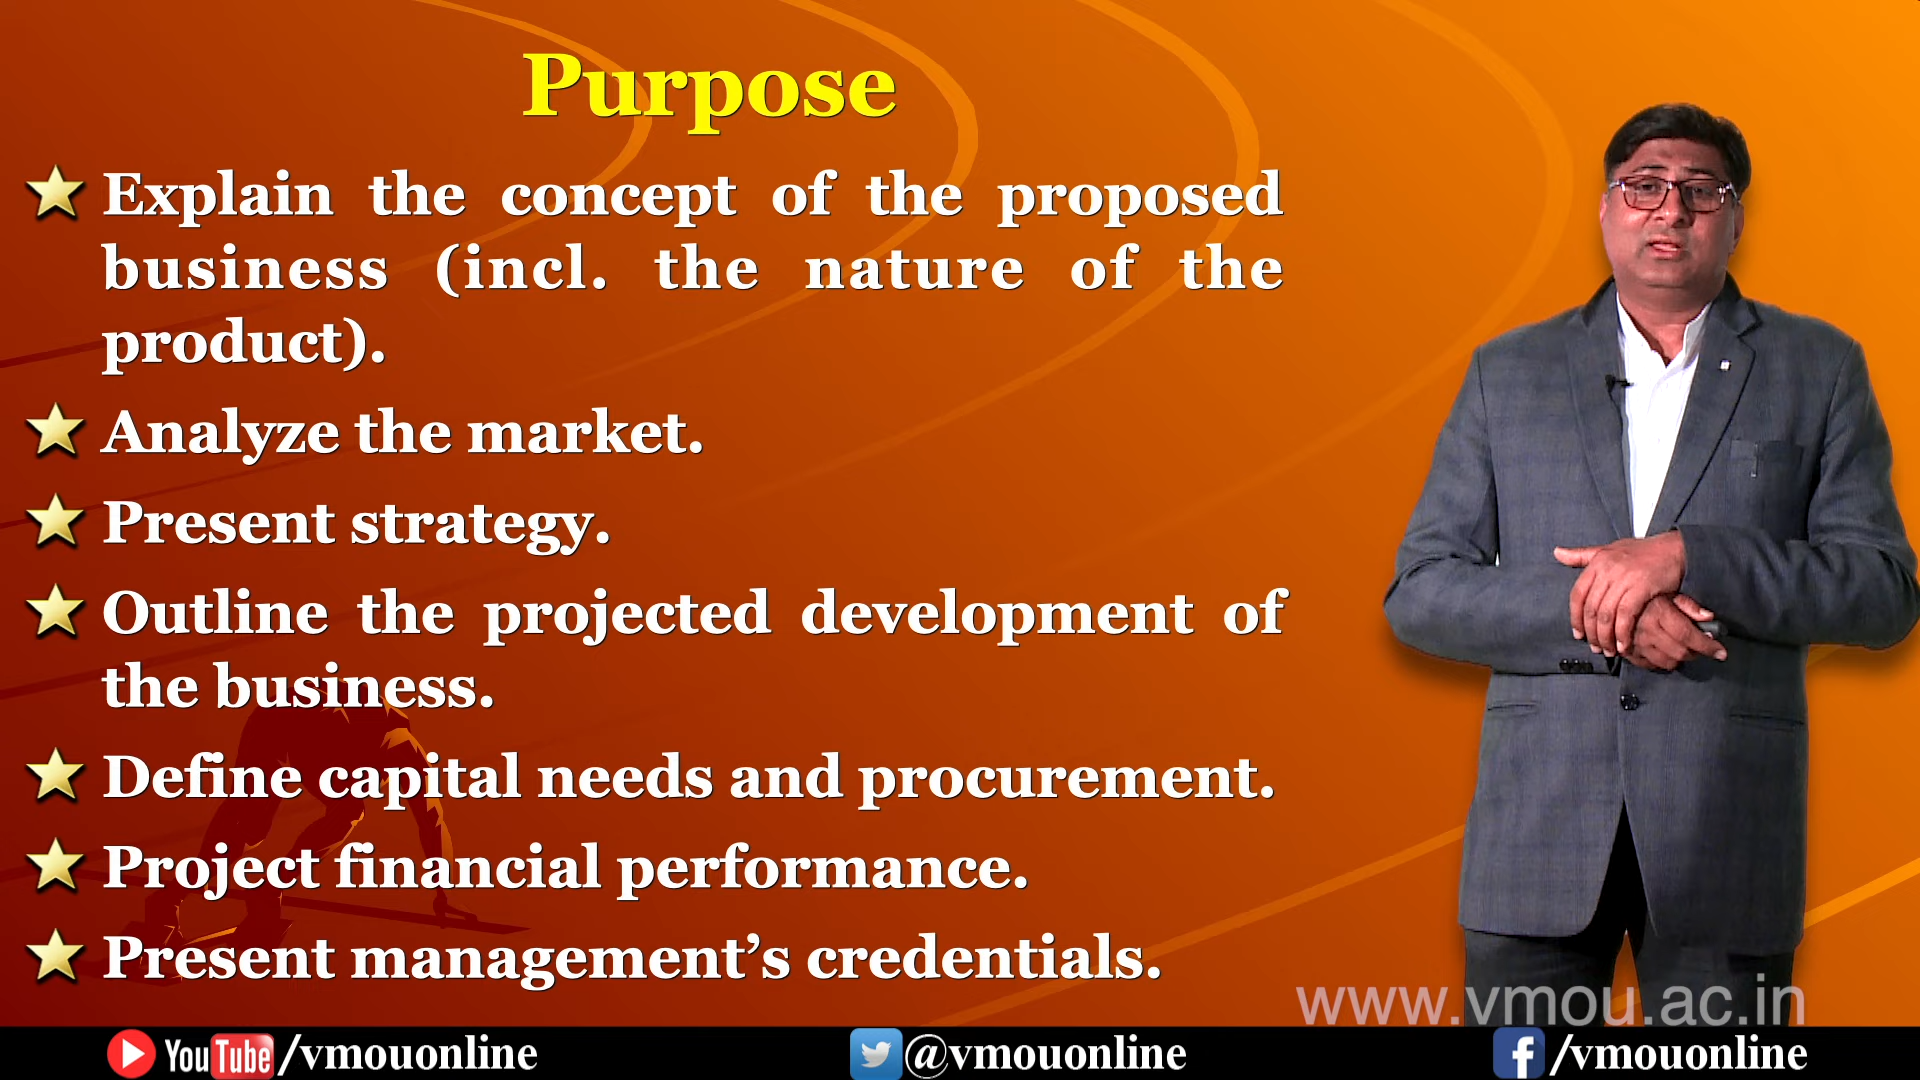 Purpose
Explain the concept of the proposed
business (incl. the nature of the
product).
Analyze the market.
Present strategy.
Outline the projected development of
the business.
Define capital needs and procurement.
Project financial performance.
Present management’s credentials.
www.vmou.ac.in
YouTube /vmouonline
@vmouonline
f /vmouonline